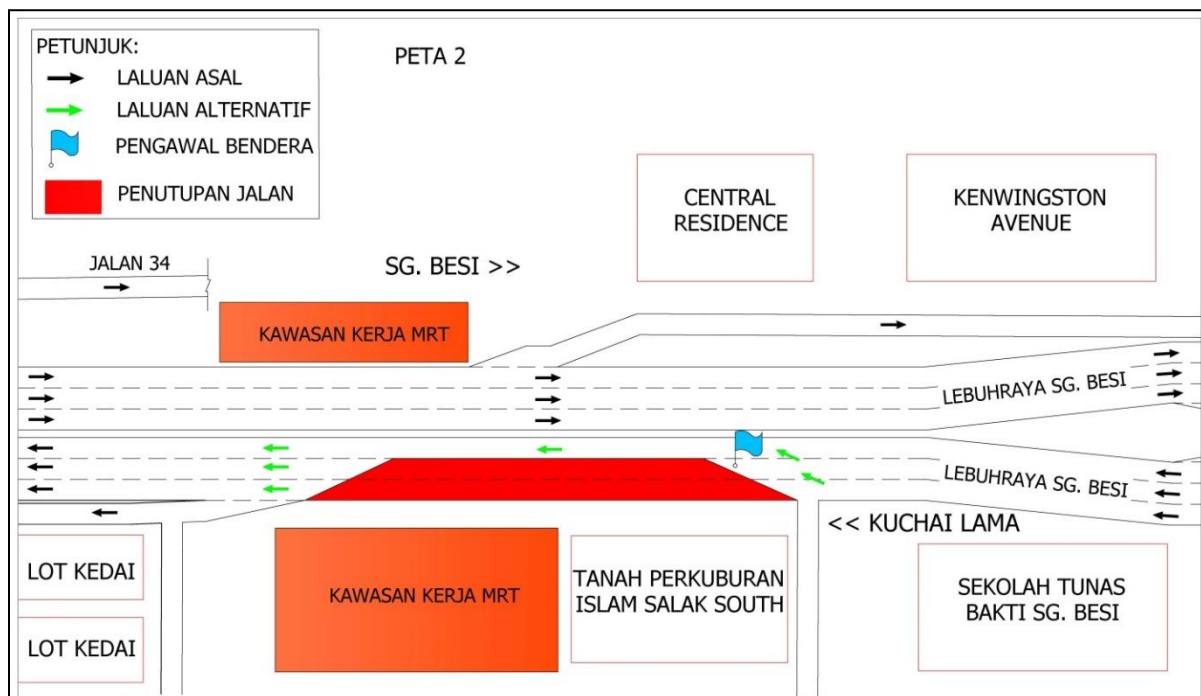 PETUNJUK:
LALUAN ASAL
LALUAN ALTERNATIF
PENGAWAL BENDERA
PENUTUPAN JALAN
PETA 2
CENTRAL
RESIDENCE
KENWINGSTON
AVENUE
JALAN 34
SG. BESI >>
KAWASAN KERJA MRT
LEBUHRAYA SG. BESI
LEBUHRAYA SG. BESI
<< KUCHAI LAMA
LOT KEDAI
LOT KEDAI
KAWASAN KERJA MRT
TANAH PERKUBURAN
ISLAM SALAK SOUTH
SEKOLAH TUNAS
BAKTI SG. BESI